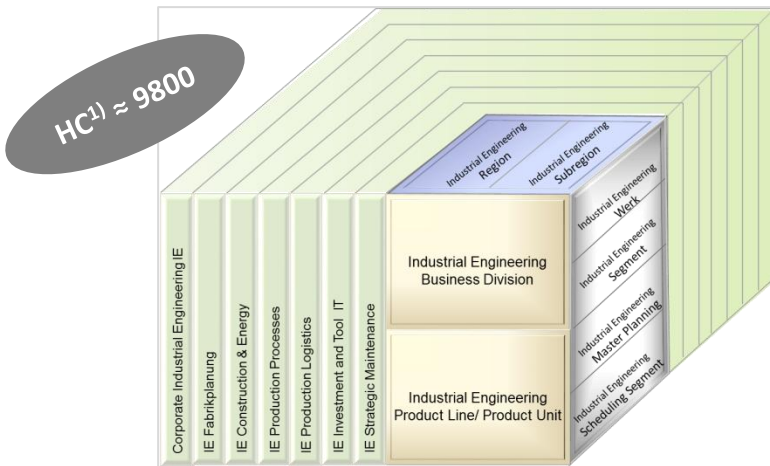 HC1) ≈ 9800
Industrial Engineering
Region
Industrial Engineering
Subregion
Corporate Industrial Engineering IE
IE Fabrikplanung
IE Construction & Energy
IE Production Processes
IE Production Logistics
IE Investment and Tool IT
IE Strategic Maintenance
Industrial Engineering
Business Division
Industrial Engineering
Product Line/ Product Unit
Industrial Engineering
Werk
Industrial Engineering
Segment
Industrial Engineering
Master Planning
Industrial Engineering
Scheduling Segment